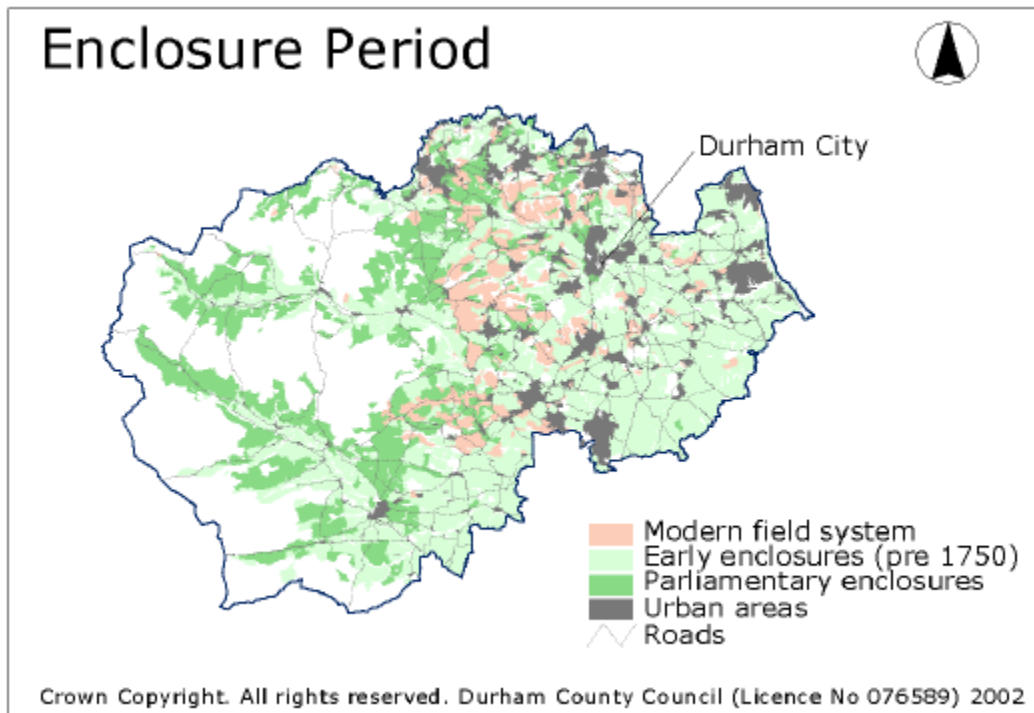 Enclosure Period
Durham City
Modern field system
Early enclosures (pre 1750)
Parliamentary enclosures
Urban areas
Roads
Crown Copyright. All rights reserved. Durham County Council (Licence No 076589) 2002